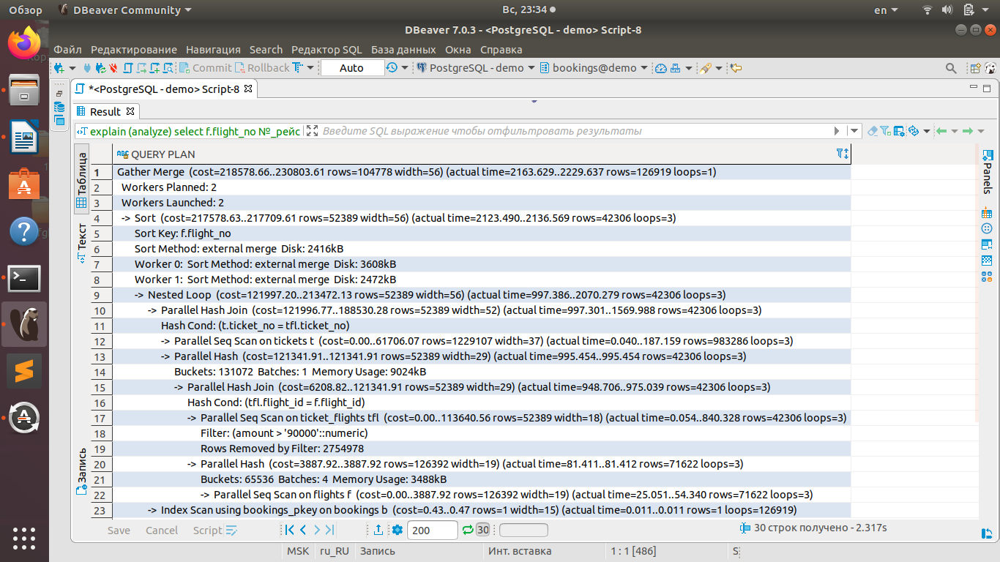 Обзор DBeaver Community Вс, 23:34 en
DBeaver 7.0.3 - <PostgreSQL - demo> Script-8
Файл Редактирование Навигация Search Редактор SQL База данных Окна Справка
Commit Rollback Auto PostgreSQL - demo bookings@demo
*<PostgreSQL - demo> Script-8
Result
explain (analyze) select f.flight_no №_рейс Введите SQL выражение чтобы отфильтровать результаты
Таблица
Текст
Запись
Panels
QUERY PLAN
1 Gather Merge (cost=218578.66..230803.61 rows=104778 width=56) (actual time=2163.629..2229.637 rows=126919 loops=1)
2 Workers Planned: 2
3 Workers Launched: 2
4 -> Sort (cost=217578.63..217709.61 rows=52389 width=56) (actual time=2123.490..2136.569 rows=42306 loops=3)
5 Sort Key: f.flight_no
6 Sort Method: external merge Disk: 2416kB
7 Worker 0: Sort Method: external merge Disk: 3608kB
8 Worker 1: Sort Method: external merge Disk: 2472kB
9 -> Nested Loop (cost=121997.20..213472.13 rows=52389 width=56) (actual time=997.386..2070.279 rows=42306 loops=3)
10 -> Parallel Hash Join (cost=121996.77..188530.28 rows=52389 width=52) (actual time=997.301..1569.988 rows=42306 loops=3)
11 Hash Cond: (t.ticket_no = tfl.ticket_no)
12 -> Parallel Seq Scan on tickets t (cost=0.00..61706.07 rows=1229107 width=37) (actual time=0.040..187.159 rows=983286 loops=3)
13 -> Parallel Hash (cost=121341.91..121341.91 rows=52389 width=29) (actual time=995.454..995.454 rows=42306 loops=3)
14 Buckets: 131072 Batches: 1 Memory Usage: 9024kB
15 -> Parallel Hash Join (cost=6208.82..121341.91 rows=52389 width=29) (actual time=948.706..975.039 rows=42306 loops=3)
16 Hash Cond: (tfl.flight_id = f.flight_id)
17 -> Parallel Seq Scan on ticket_flights tfl (cost=0.00..113640.56 rows=52389 width=18) (actual time=0.054..840.328 rows=42306 loops=3)
18 Filter: (amount > '90000'::numeric)
19 Rows Removed by Filter: 2754978
20 -> Parallel Hash (cost=3887.92..3887.92 rows=126392 width=19) (actual time=81.411..81.412 rows=71622 loops=3)
21 Buckets: 65536 Batches: 4 Memory Usage: 3488kB
22 -> Parallel Seq Scan on flights f (cost=0.00..3887.92 rows=126392 width=19) (actual time=25.051..54.340 rows=71622 loops=3)
23 -> Index Scan using bookings_pkey on bookings b (cost=0.43..0.47 rows=1 width=15) (actual time=0.011..0.011 rows=1 loops=126919)
Save Cancel Script 200 30 30 строк получено - 2.317s
MSK ru_RU Запись Инт. вставка 1 : 1 [486] S